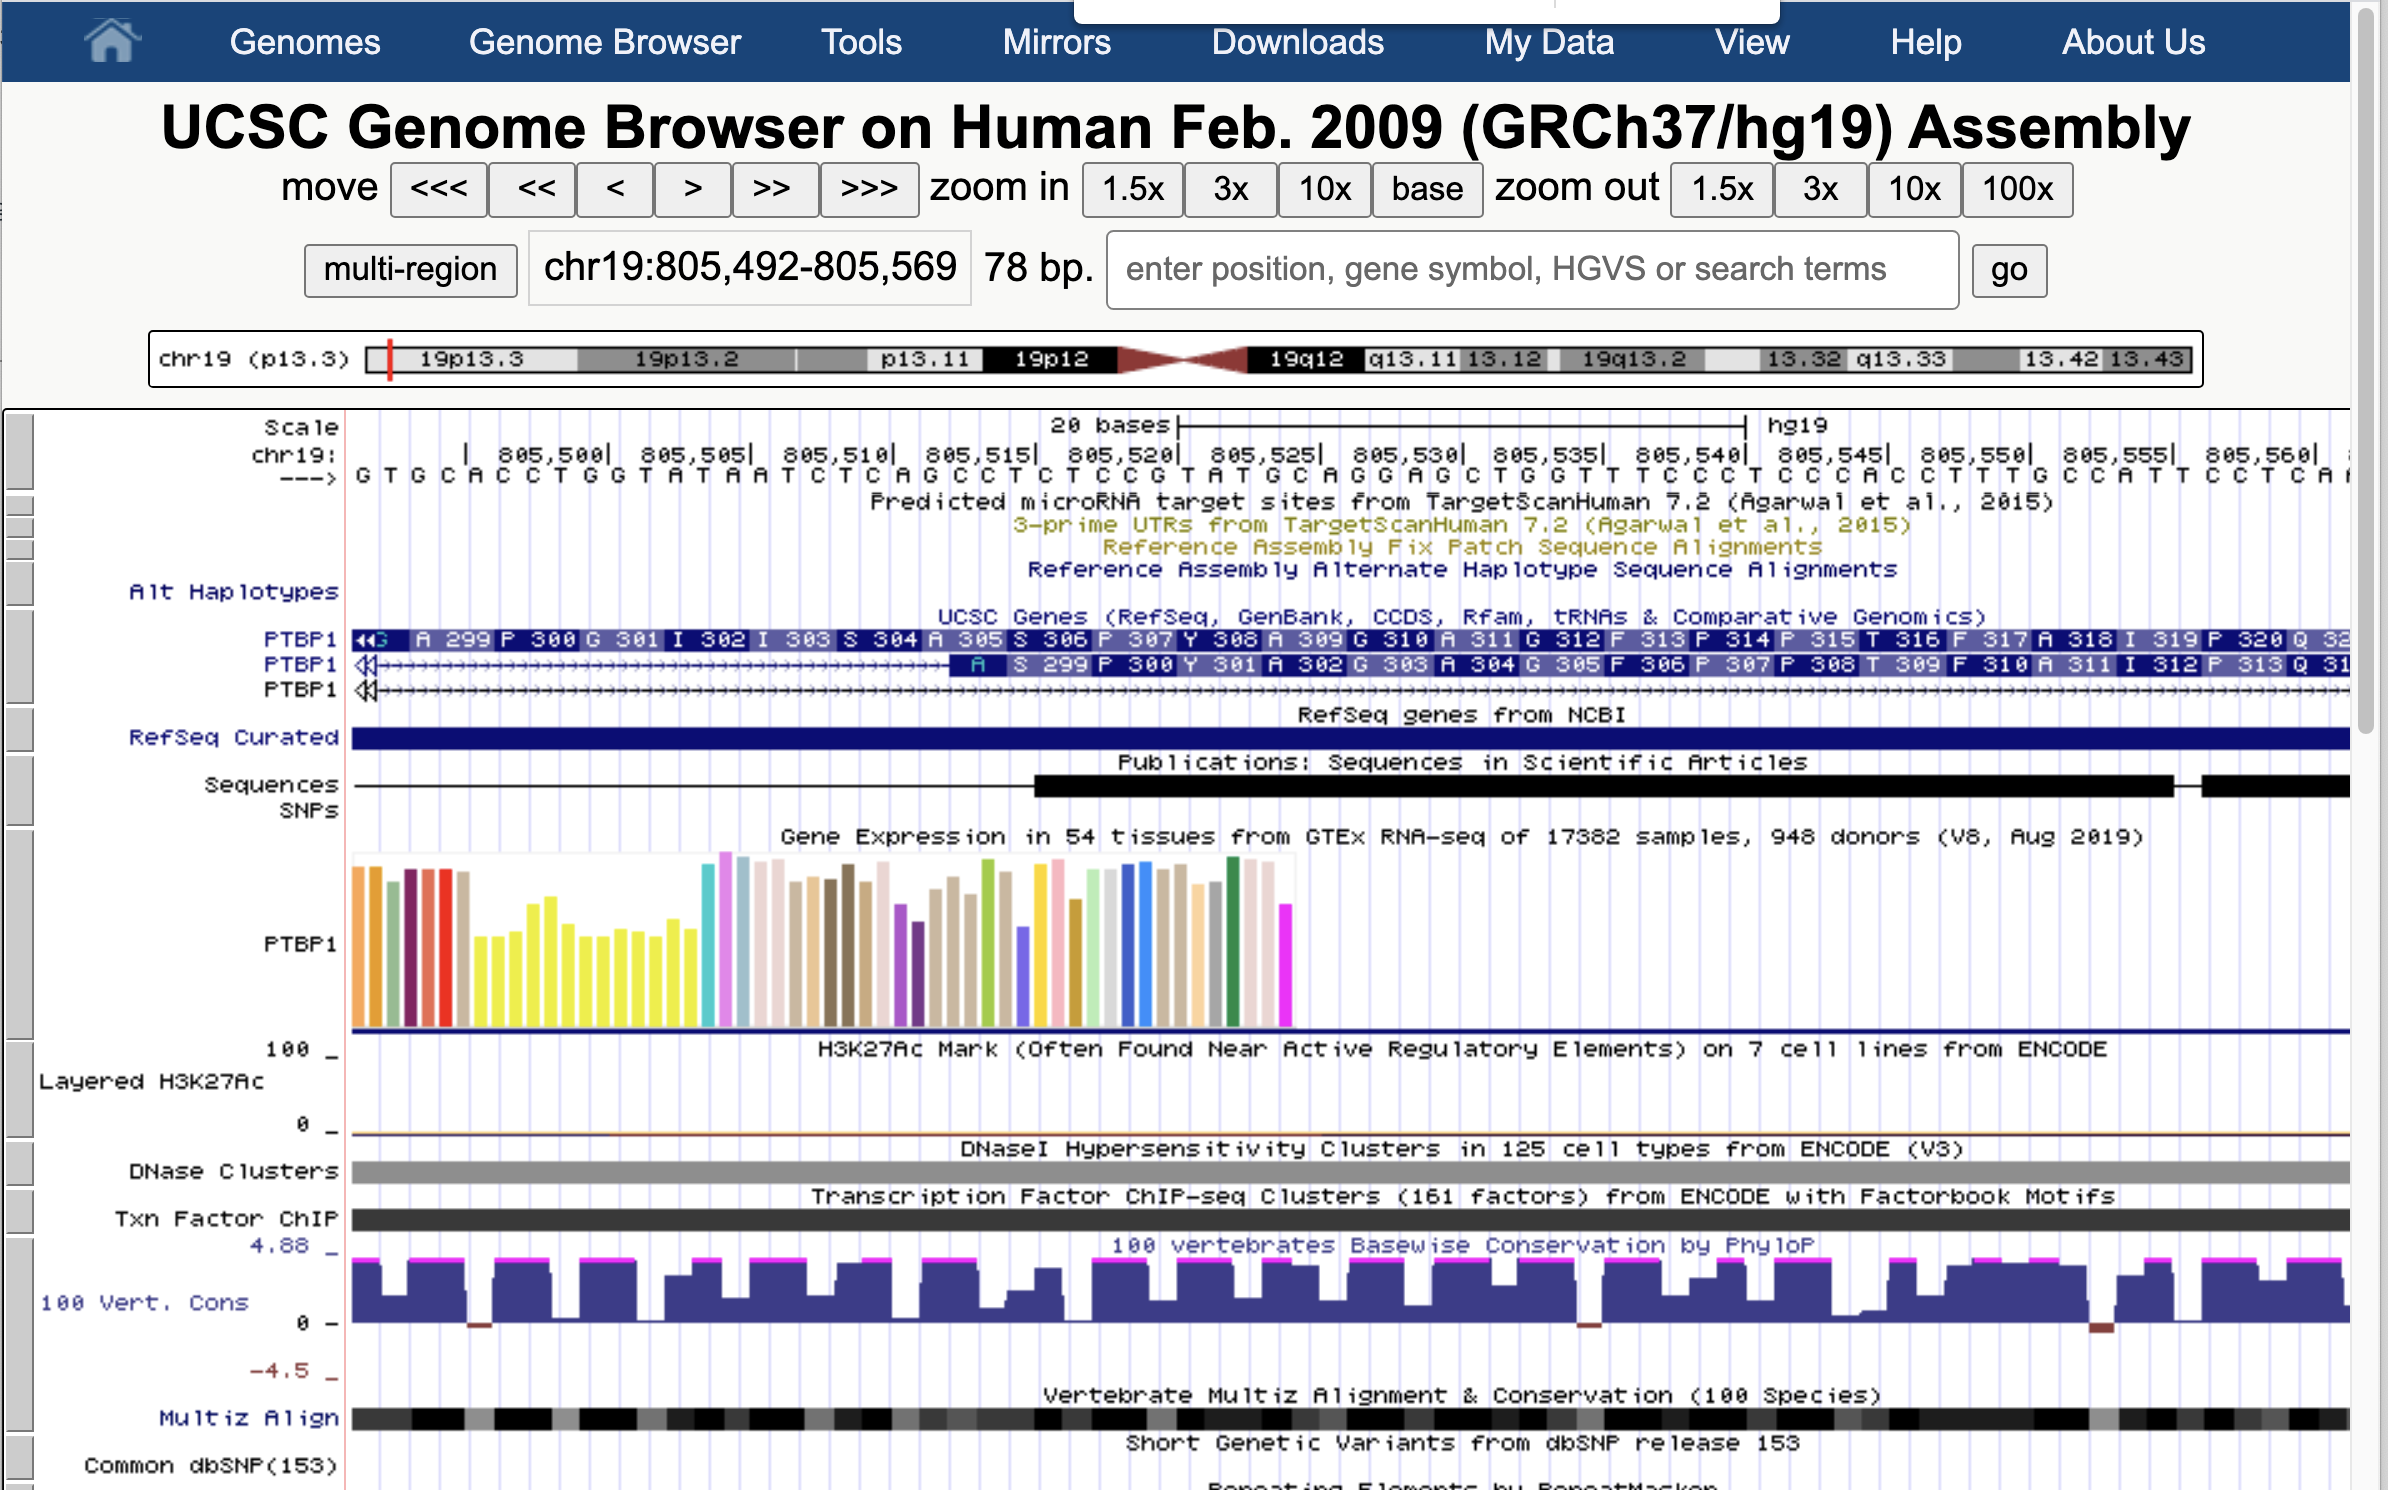 Genomes Genome Browser Tools Mirrors Downloads My Data View Help About Us
UCSC Genome Browser on Human Feb. 2009 (GRCh37/hg19) Assembly
move <<< << < > >> >>> zoom in 1.5x 3x 10x base zoom out 1.5x 3x 10x 100x
multi-region chr19:805,492-805,569 78 bp. enter position, gene symbol, HGVS or search terms go
chr19 (p13.3) 19p13.3 19p13.2 p13.11 19p12 19q12 q13.11 13.12 19q13.2 13.32 q13.33 13.42 13.43
Scale 20 bases hg19
chr19: | 805,500| 805,505| 805,510| 805,515| 805,520| 805,525| 805,530| 805,535| 805,540| 805,545| 805,550| 805,555| 805,560|
---> G T G C A C C T G G T A T A A T C T C A G C C T C T C C G T A T G C A G G A G C T G G T T T C C C T C C C A C C T T T G C C A T T C C T C A
Predicted microRNA target sites from TargetScanHuman 7.2 (Agarwal et al., 2015)
3-prime UTRs from TargetScanHuman 7.2 (Agarwal et al., 2015)
Reference Assembly Fix Patch Sequence Alignments
Reference Assembly Alternate Haplotype Sequence Alignments
Alt Haplotypes
UCSC Genes (RefSeq, GenBank, CCDS, Rfam, tRNAs & Comparative Genomics)
PTBP1 G A 299 P 300 G 301 I 302 I 303 S 304 A 305 S 306 P 307 Y 308 A 309 G 310 A 311 G 312 F 313 P 314 P 315 T 316 F 317 A 318 I 319 P 320 Q 32
PTBP1 A S 299 P 300 Y 301 A 302 G 303 A 304 G 305 F 306 P 307 P 308 T 309 F 310 A 311 I 312 P 313 Q 31
PTBP1
RefSeq genes from NCBI
RefSeq Curated
Publications: Sequences in Scientific Articles
Sequences
SNPs
Gene Expression in 54 tissues from GTEx RNA-seq of 17382 samples, 948 donors (V8, Aug 2019)
PTBP1
100 _ H3K27Ac Mark (Often Found Near Active Regulatory Elements) on 7 cell lines from ENCODE
Layered H3K27Ac
0 _
DNaseI Hypersensitivity Clusters in 125 cell types from ENCODE (V3)
DNase Clusters
Transcription Factor ChIP-seq Clusters (161 factors) from ENCODE with Factorbook Motifs
Txn Factor ChIP
4.88 _ 100 vertebrates Basewise Conservation by PhyloP
100 Vert. Cons
0 -
-4.5 _
Vertebrate Multiz Alignment & Conservation (100 Species)
Multiz Align
Short Genetic Variants from dbSNP release 153
Common dbSNP(153)
Repeating Elements by RepeatMasker